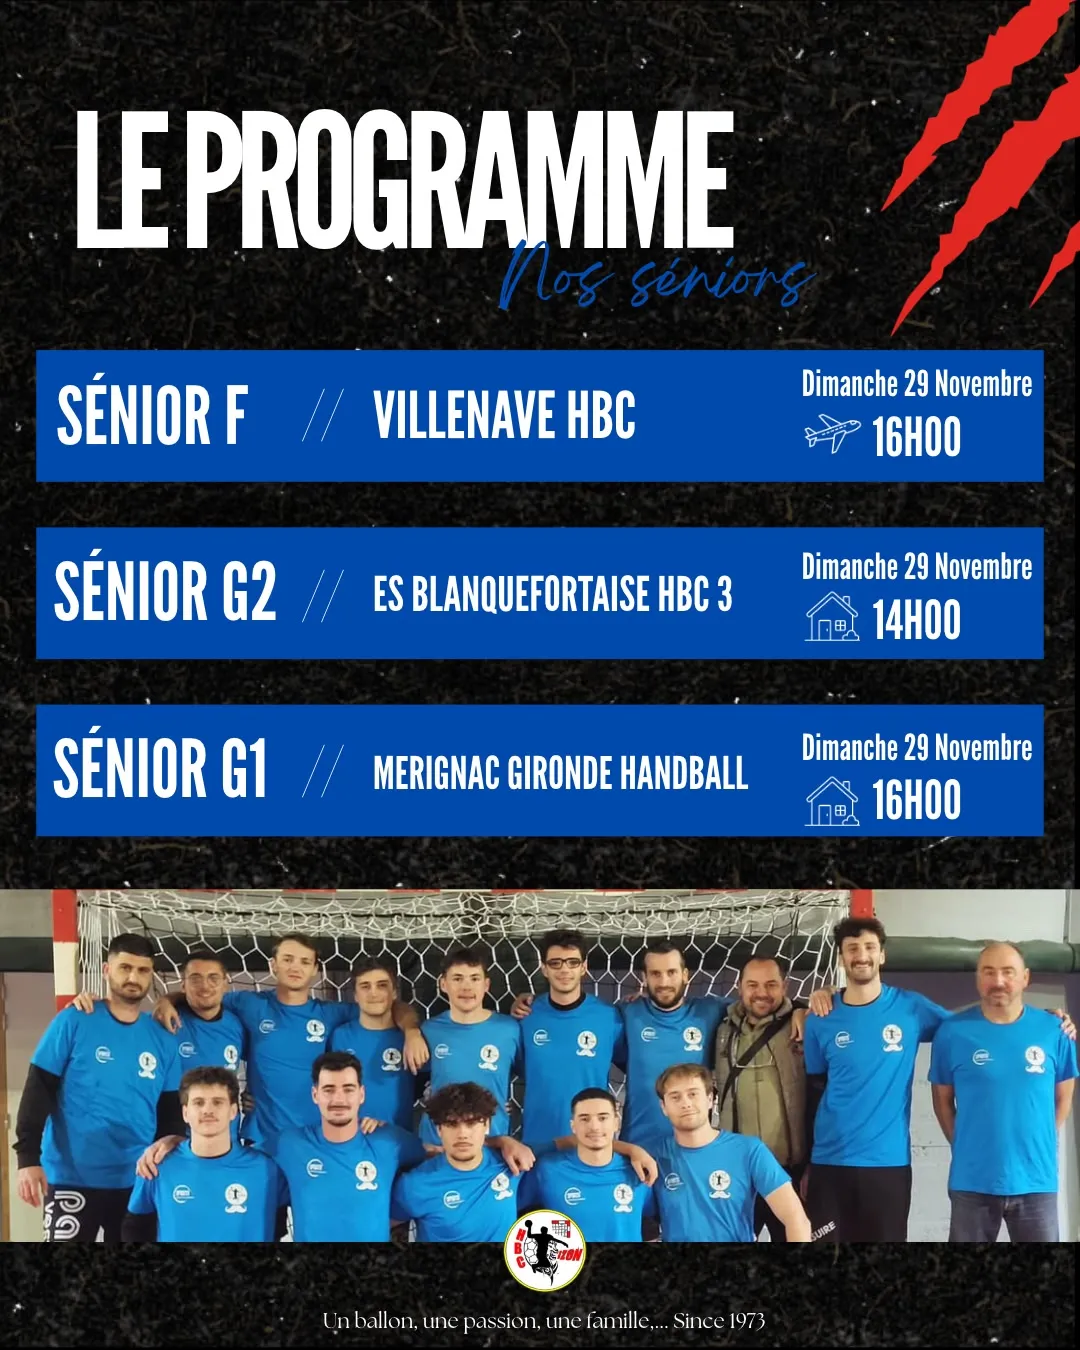 LE PROGRAMME
Nos séniors
SÉNIOR F // VILLENAVE HBC
Dimanche 29 Novembre
16H00
SÉNIOR G2 // ES BLANQUEFORTAISE HBC 3
Dimanche 29 Novembre
14H00
SÉNIOR G1 // MERIGNAC GIRONDE HANDBALL
Dimanche 29 Novembre
16H00
HBC
Un ballon, une passion, une famille,... Since 1973